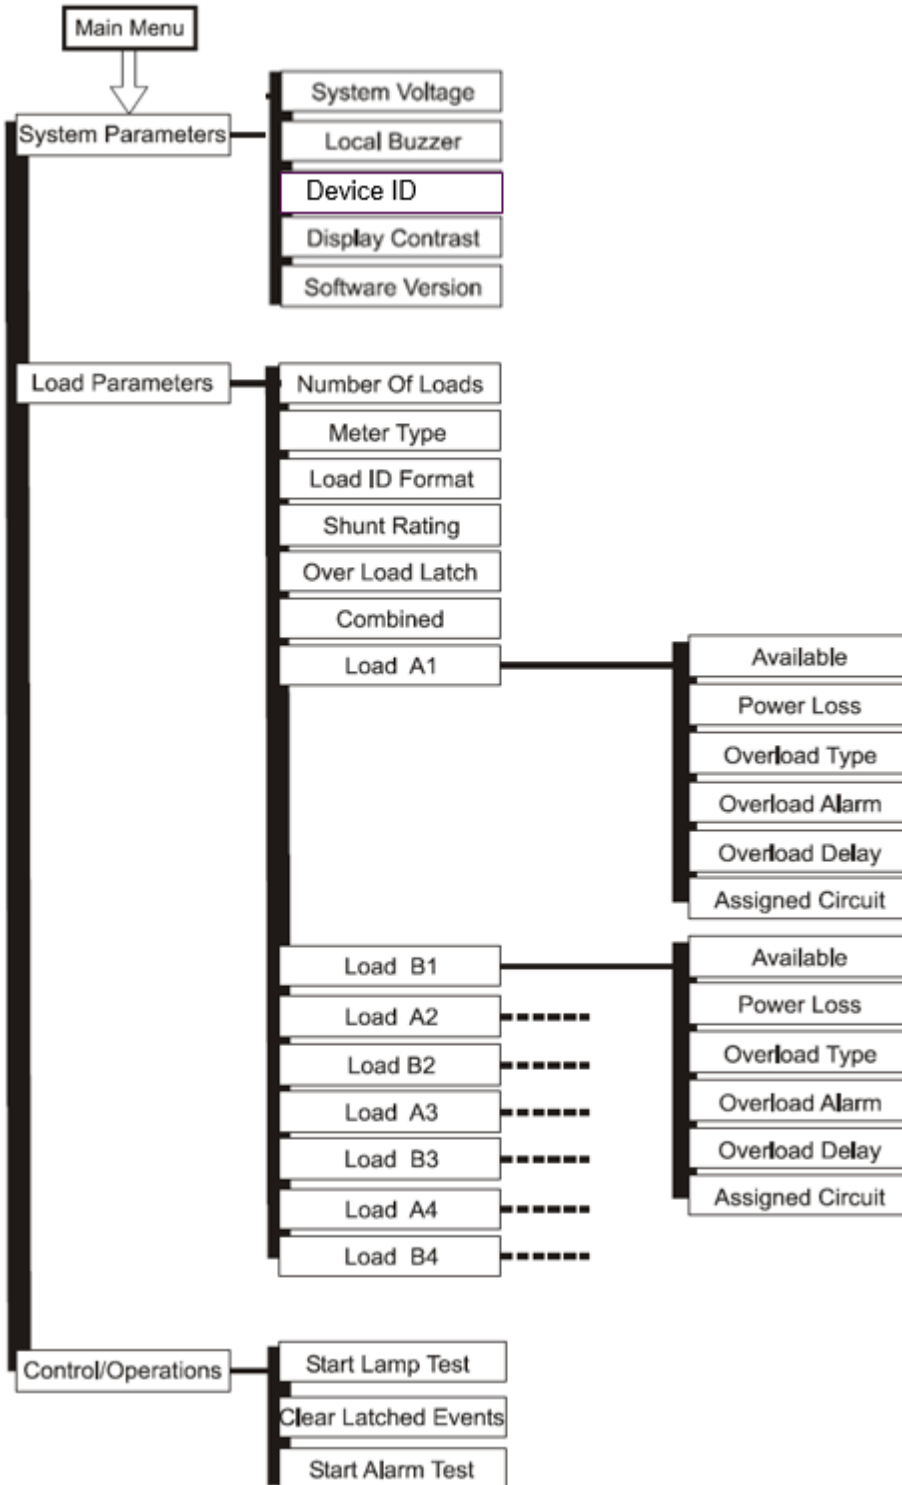 Main Menu
System Parameters
System Voltage
Local Buzzer
Device ID
Display Contrast
Software Version
Load Parameters
Number Of Loads
Meter Type
Load ID Format
Shunt Rating
Over Load Latch
Combined
Load A1
Available
Power Loss
Overload Type
Overload Alarm
Overload Delay
Assigned Circuit
Load B1
Available
Power Loss
Overload Type
Overload Alarm
Overload Delay
Assigned Circuit
Load A2
Load B2
Load A3
Load B3
Load A4
Load B4
Control/Operations
Start Lamp Test
Clear Latched Events
Start Alarm Test